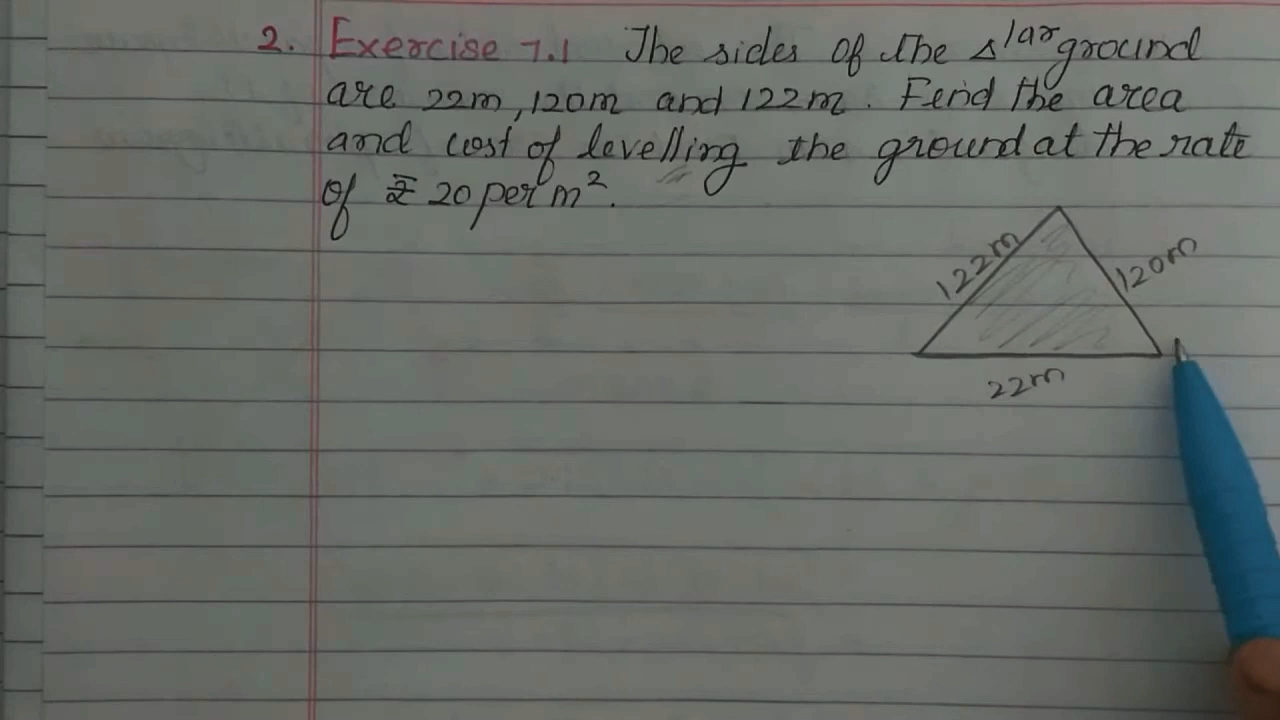 2. Exercise 7.1 The sides of the Δlar ground
are 22m, 120m and 122m. Find the area
and cost of levelling the ground at the rate
of ₹ 20 per m².
122m
120m
22m